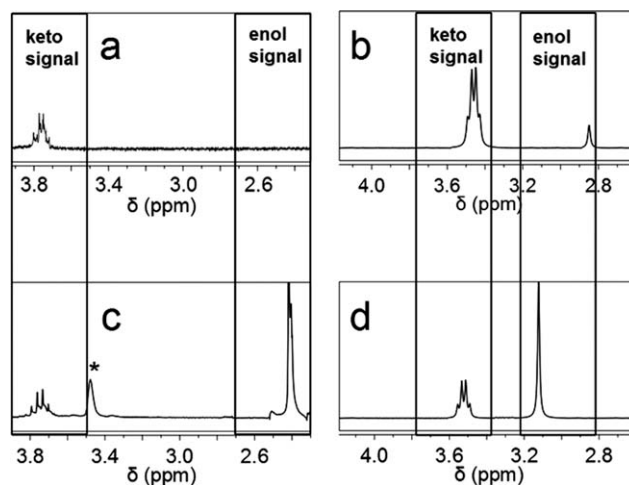 keto
signal
a
enol
signal
3.8 3.4 3.0 2.6
δ (ppm)
b
keto
signal
enol
signal
4.0 3.6 3.2 2.8
δ (ppm)
c
*
3.8 3.4 3.0 2.6
δ (ppm)
d
4.0 3.6 3.2 2.8
δ (ppm)